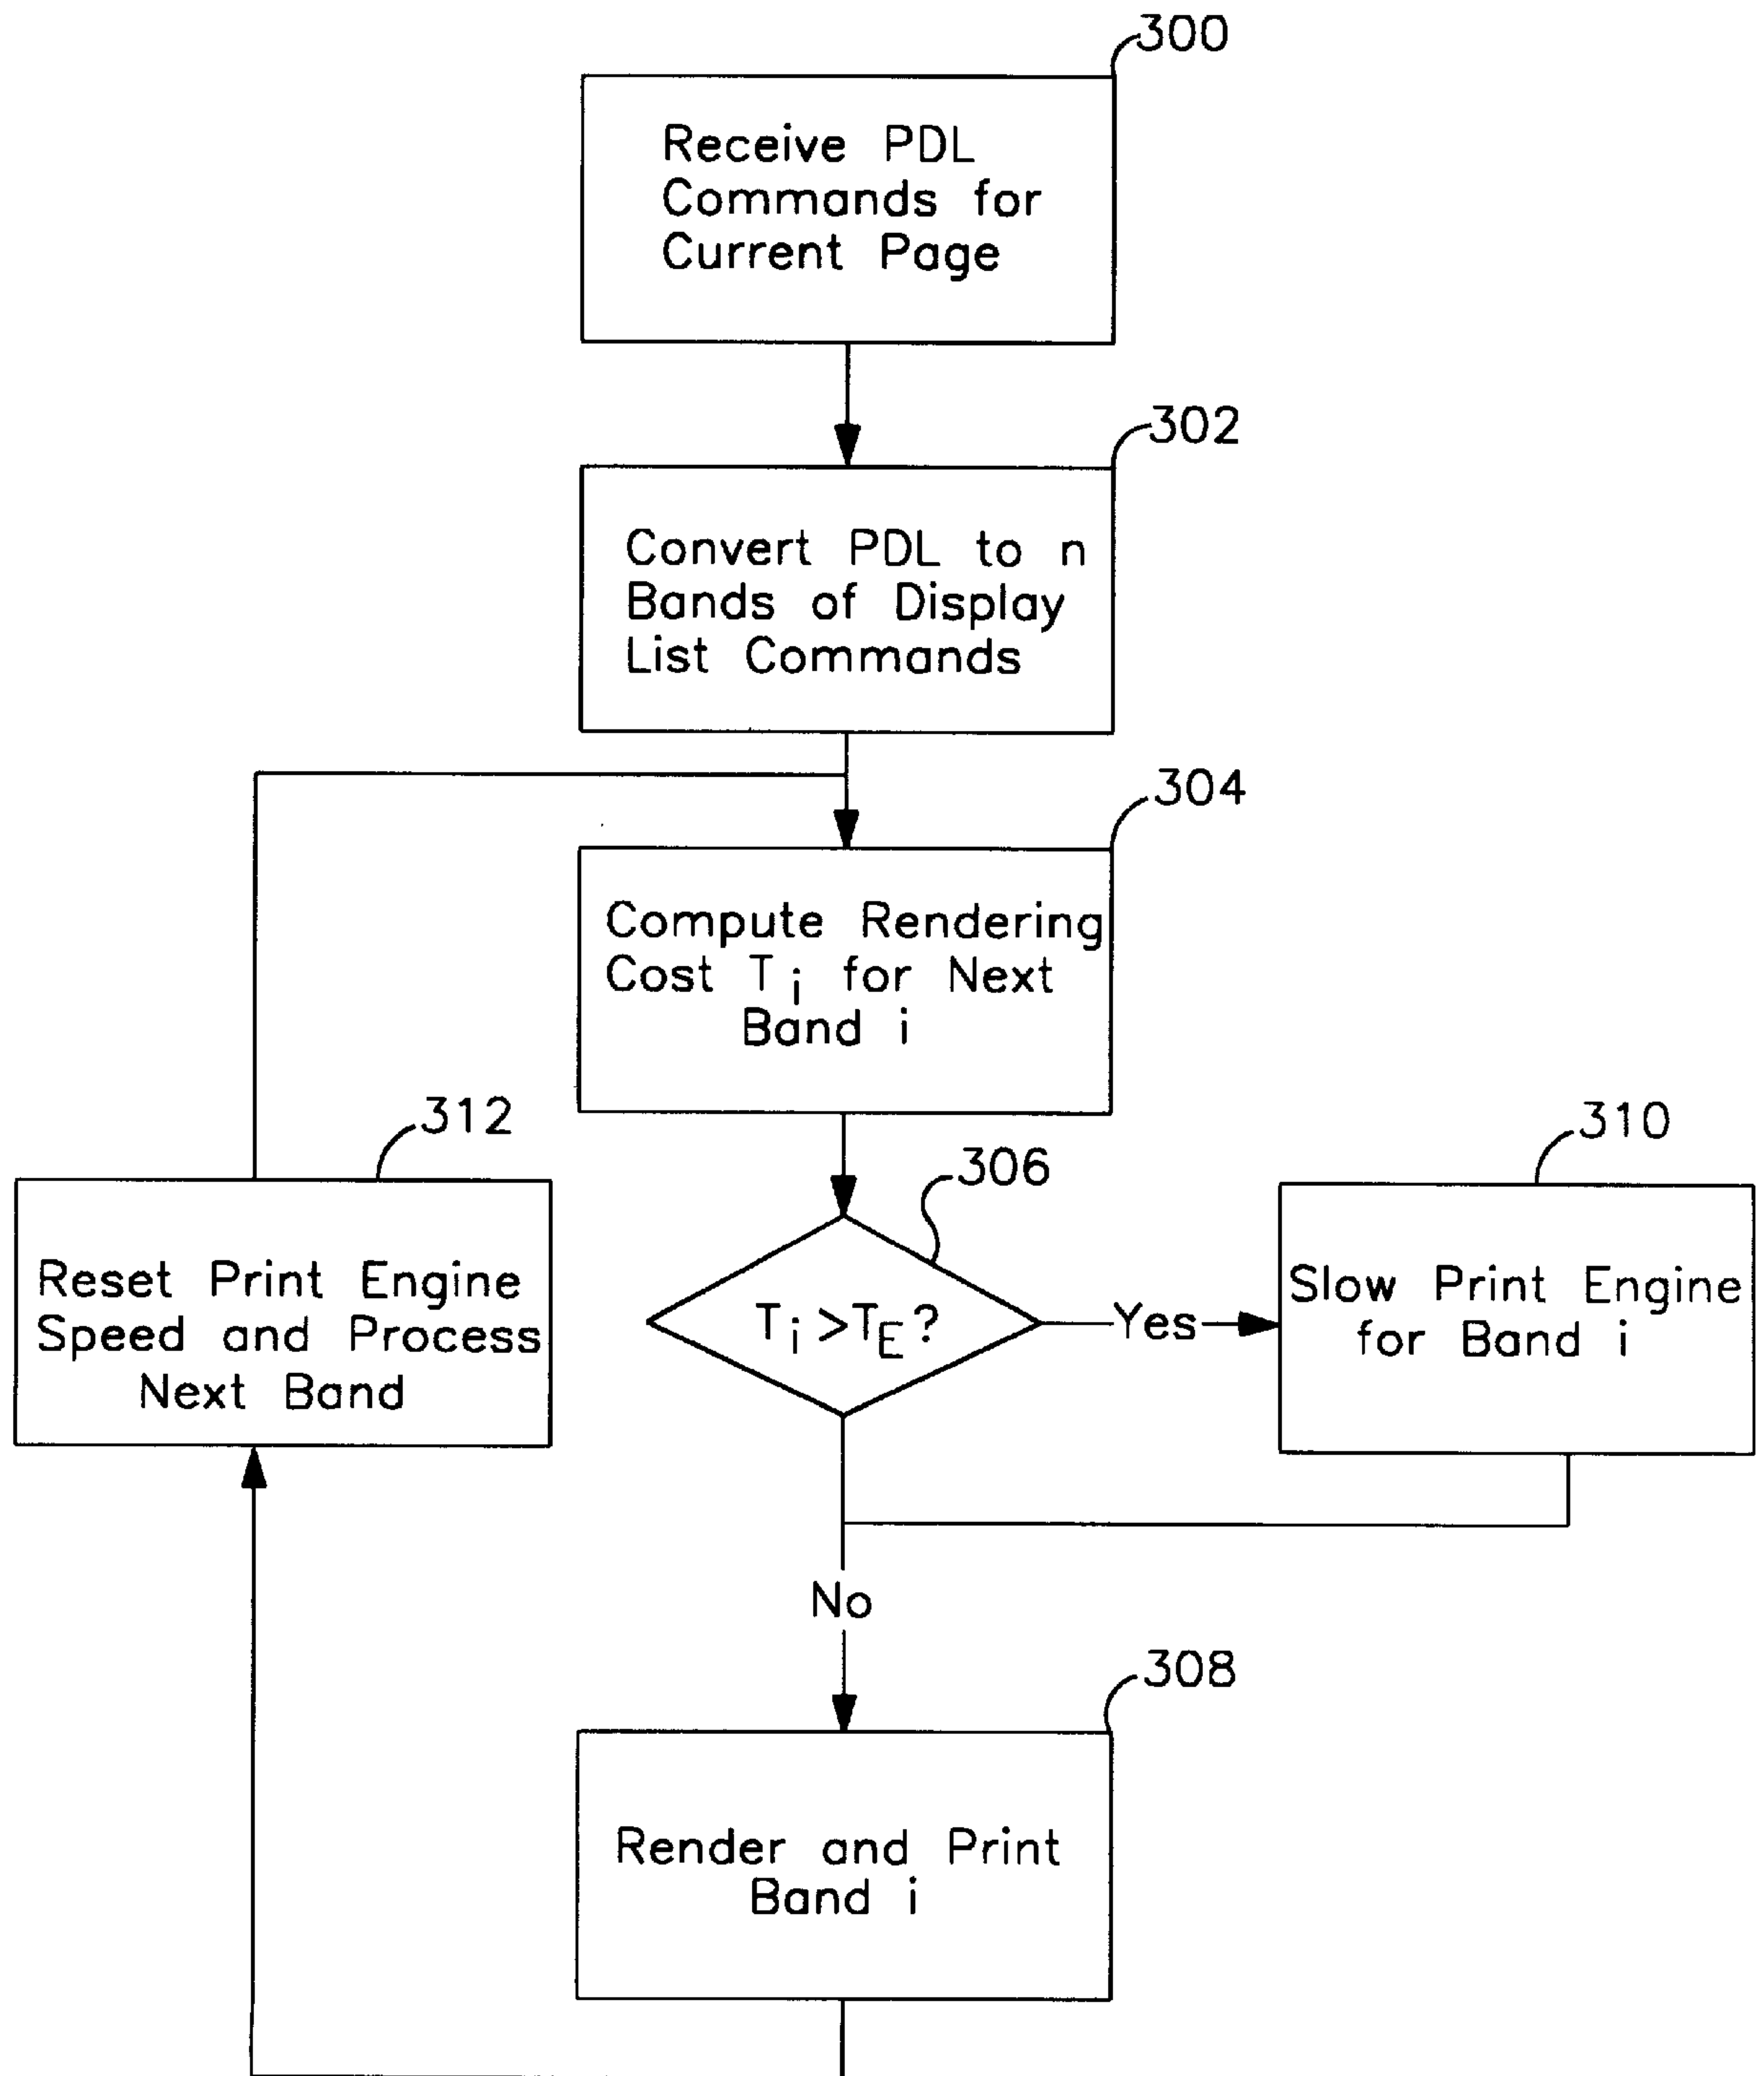 300
Receive PDL
Commands for
Current Page
302
Convert PDL to n
Bands of Display
List Commands
304
Compute Rendering
Cost Ti for Next
Band i
312
Reset Print Engine
Speed and Process
Next Band
306
Ti >TE?
Yes
310
Slow Print Engine
for Band i
No
308
Render and Print
Band i